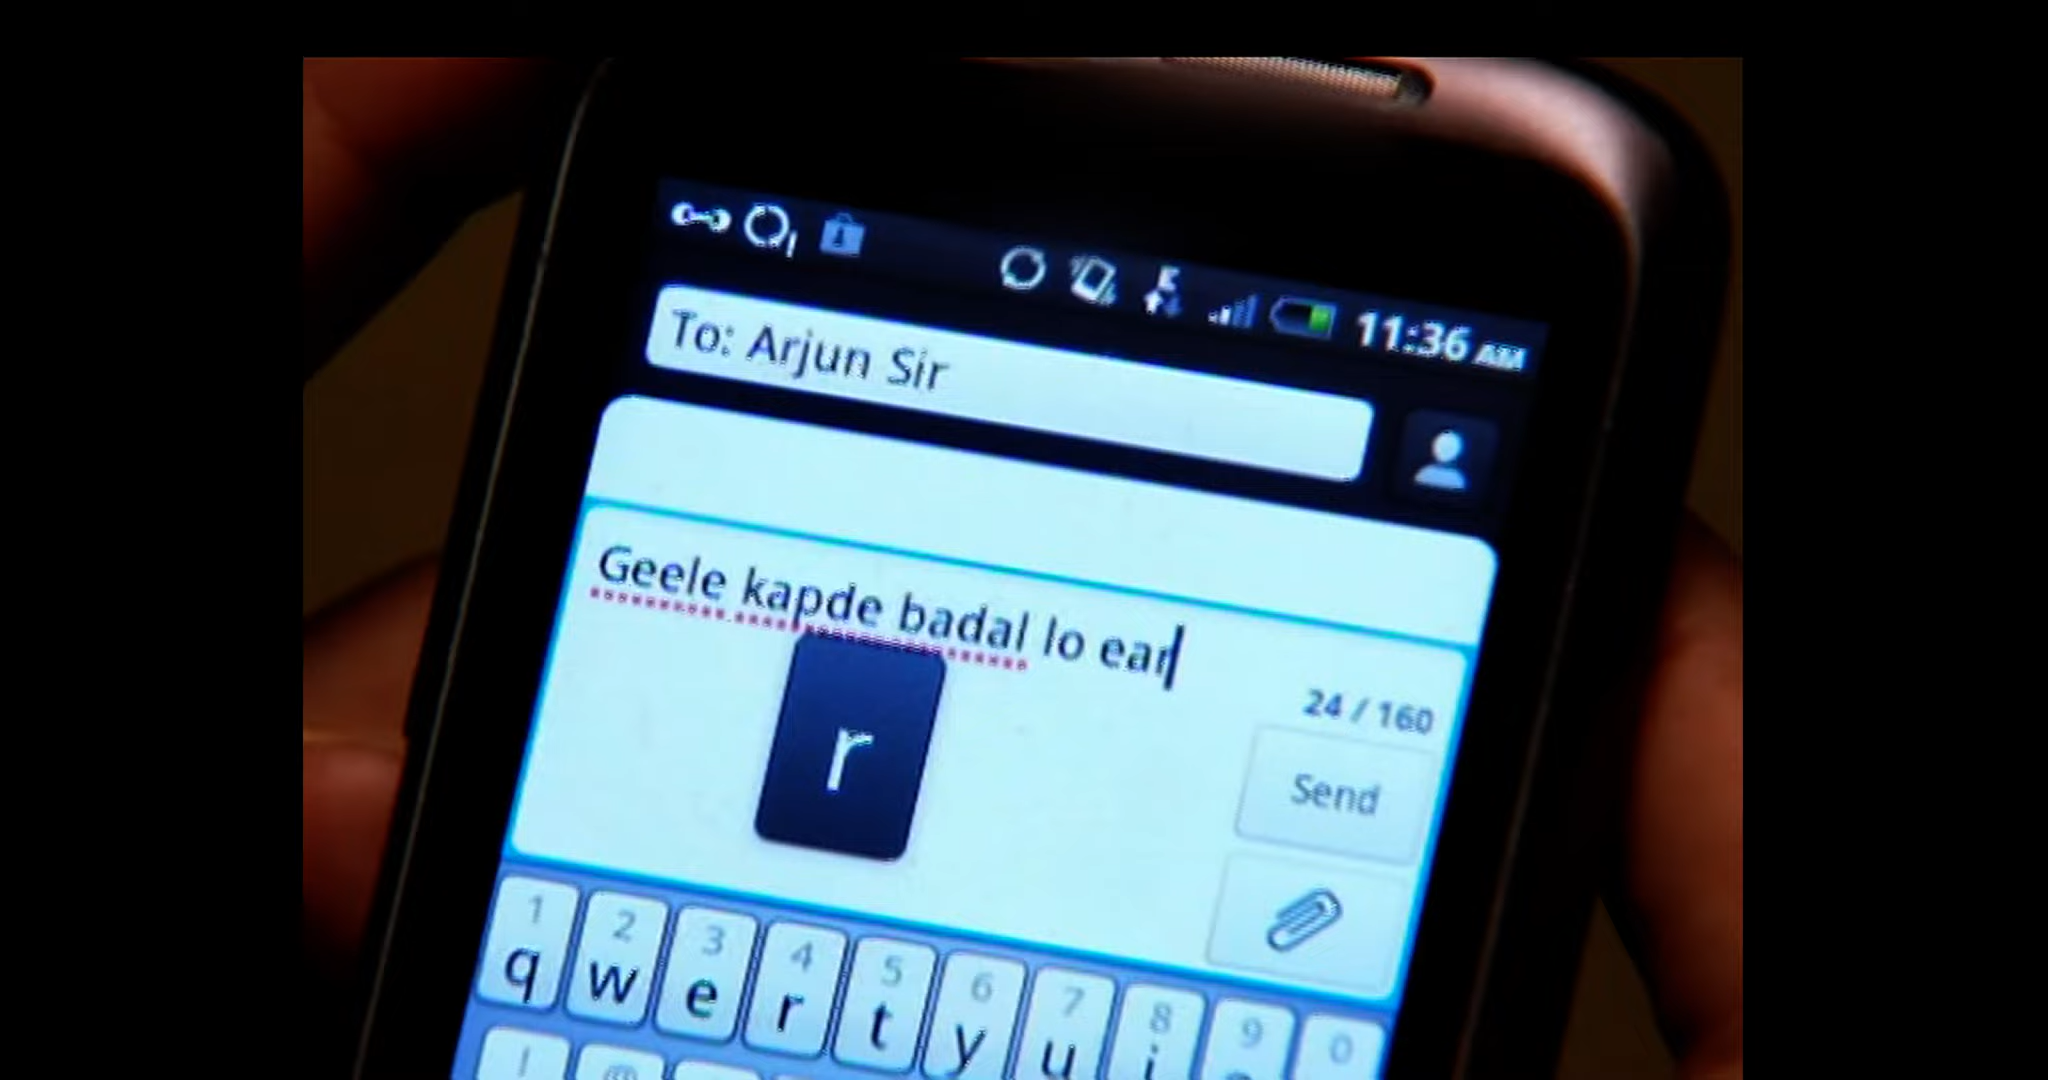 11:36 AM
To: Arjun Sir
Geele kapde badal lo ear
24 / 160
r
Send
1 2 3 4 5 6 7 8 9 0
q w e r t y u i
! @